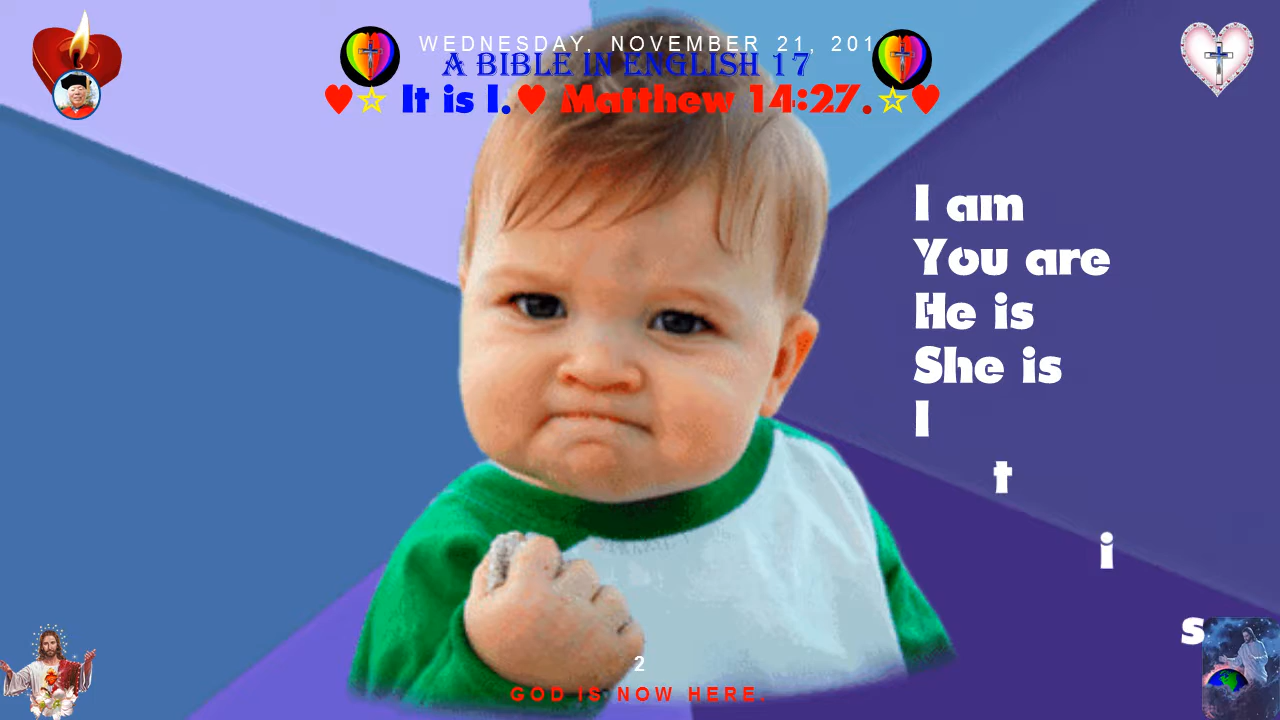 WEDNESDAY, NOVEMBER 21, 201
A BIBLE IN ENGLISH 17
♥☆ It is I.♥ Matthew 14:27.☆♥
I am
You are
He is
She is
I
t
i
s
2
GOD IS NOW HERE.